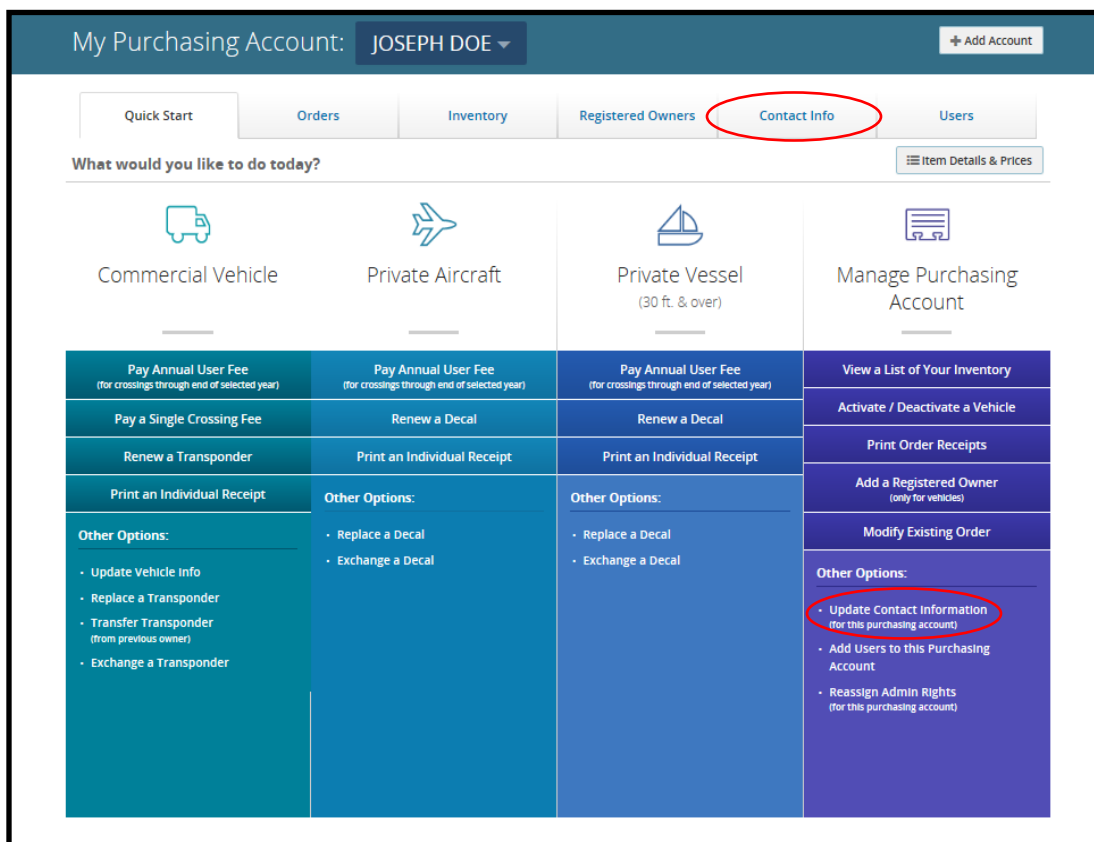 My Purchasing Account: JOSEPH DOE
+ Add Account
Quick Start
Orders
Inventory
Registered Owners
Contact Info
Users
What would you like to do today?
Item Details & Prices
Commercial Vehicle
Pay Annual User Fee
(for crossings through end of selected year)
Pay a Single Crossing Fee
Renew a Transponder
Print an Individual Receipt
Other Options:
· Update Vehicle Info
· Replace a Transponder
· Transfer Transponder
(from previous owner)
· Exchange a Transponder
Private Aircraft
Pay Annual User Fee
(for crossings through end of selected year)
Renew a Decal
Print an Individual Receipt
Other Options:
· Replace a Decal
· Exchange a Decal
Private Vessel
(30 ft. & over)
Pay Annual User Fee
(for crossings through end of selected year)
Renew a Decal
Print an Individual Receipt
Other Options:
· Replace a Decal
· Exchange a Decal
Manage Purchasing
Account
View a List of Your Inventory
Activate / Deactivate a Vehicle
Print Order Receipts
Add a Registered Owner
(only for vehicles)
Modify Existing Order
Other Options:
· Update Contact Information
(for this purchasing account)
· Add Users to this Purchasing
Account
· Reassign Admin Rights
(for this purchasing account)